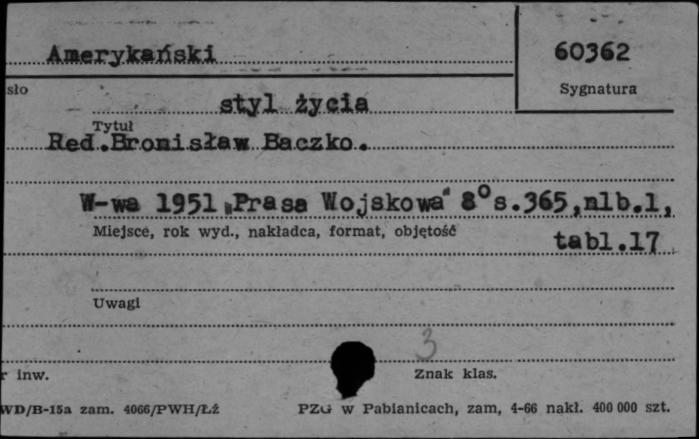 Amerykański
60362
sło
Sygnatura
styl życia
Tytuł
Red.Bronisław Baczko.
W-wa 1951 "Prasa Wojskowa" 8° s.365,nlb.1,
Miejsce, rok wyd., nakładca, format, objętość
tabl.17
Uwagi
3
r inw.
Znak klas.
WD/B-15a zam. 4066/PWH/Łż
PZG w Pabianicach, zam, 4-66 nakł. 400 000 szt.